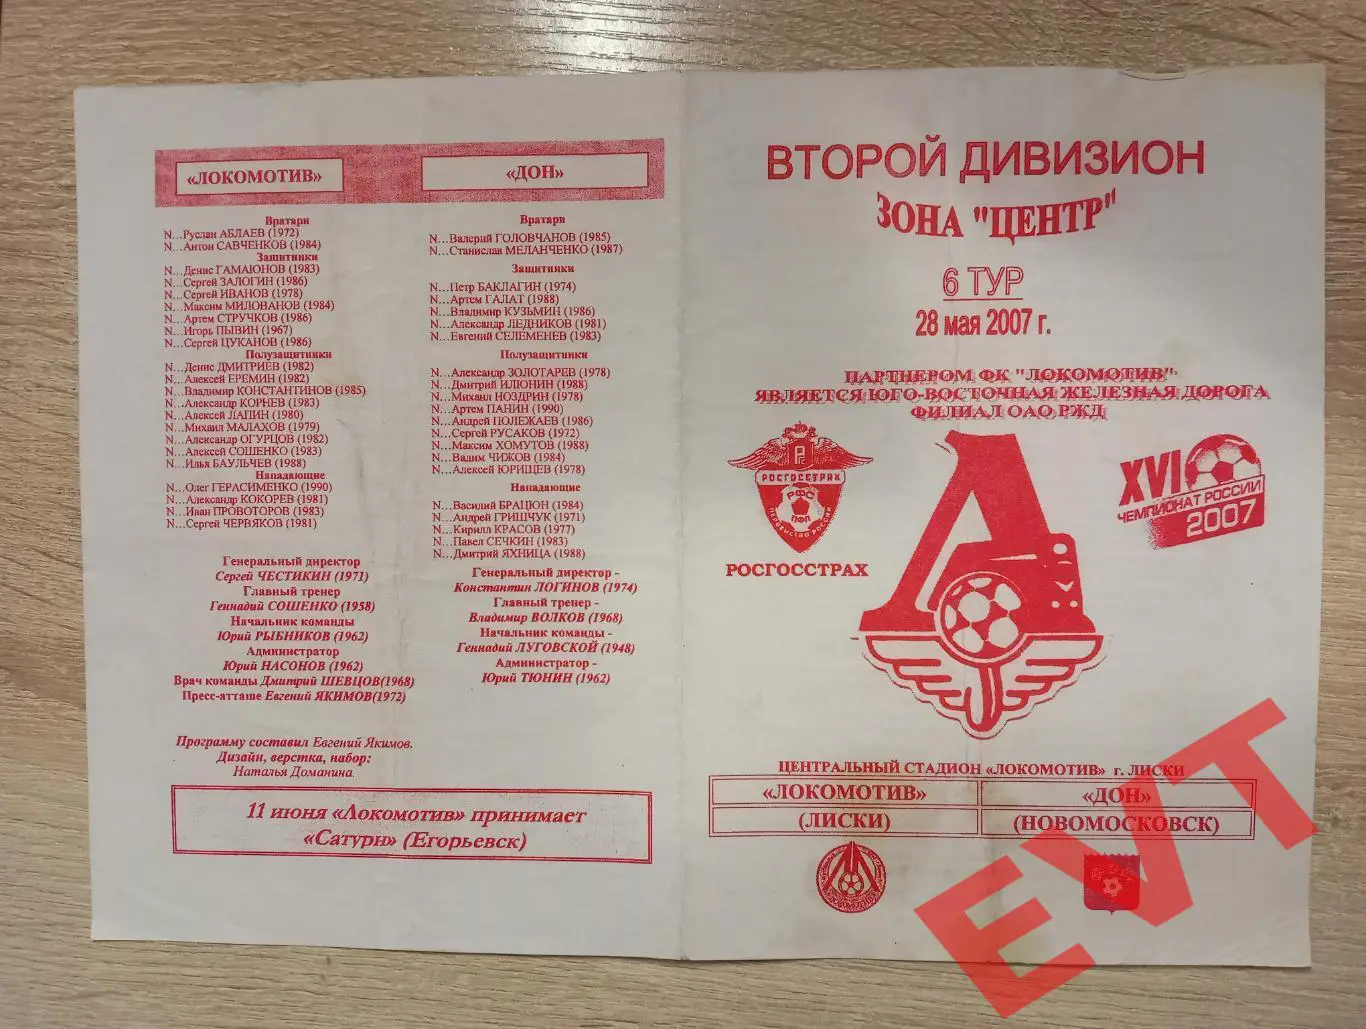 «ЛОКОМОТИВ»
Вратари
N...Руслан АБЛАЕВ (1972)
N...Антон САВЧЕНКОВ (1984)
Защитники
N...Денис ГАМАЮНОВ (1983)
N...Сергей ЗАЛОГИН (1986)
N...Сергей ИВАНОВ (1978)
N...Максим МИЛОВАНОВ (1984)
N...Артем СТРУЧКОВ (1986)
N...Игорь ПЫВИН (1967)
N...Сергей ЦУКАНОВ (1986)
Полузащитники
N...Денис ДМИТРИЕВ (1982)
N...Алексей ЕРЕМИН (1982)
N...Владимир КОНСТАНТИНОВ (1985)
N...Александр КОРНЕВ (1983)
N...Алексей ЛАПИН (1980)
N...Михаил МАЛАХОВ (1979)
N...Александр ОГУРЦОВ (1982)
N...Алексей СОШЕНКО (1983)
N...Илья БАУЛЬЧЕВ (1988)
Нападающие
N...Олег ГЕРАСИМЕНКО (1990)
N...Александр КОКОРЕВ (1981)
N...Иван ПРОВОТОРОВ (1983)
N...Сергей ЧЕРВЯКОВ (1981)
Генеральный директор
Сергей ЧЕСТИКИН (1971)
Главный тренер
Геннадий СОШЕНКО (1958)
Начальник команды
Юрий РЫБНИКОВ (1962)
Администратор
Юрий НАСОНОВ (1962)
Врач команды Дмитрий ШЕВЦОВ(1968)
Пресс-атташе Евгений ЯКИМОВ(1972)
«ДОН»
Вратари
N...Валерий ГОЛОВЧАНОВ (1985)
N...Станислав МЕЛАНЧЕНКО (1987)
Защитники
N...Петр БАКЛАГИН (1974)
N...Артем ГАЛАТ (1988)
N...Владимир КУЗЬМИН (1986)
N...Александр ЛЕДНИКОВ (1981)
N...Евгений СЕЛЕМЕНЕВ (1983)
Полузащитники
N...Александр ЗОЛОТАРЕВ (1978)
N...Дмитрий ИЛЮНИН (1988)
N...Михаил НОЗДРИН (1978)
N...Артем ПАНИН (1990)
N...Андрей ПОЛЕЖАЕВ (1986)
N...Сергей РУСАКОВ (1972)
N...Максим ХОМУТОВ (1988)
N...Вадим ЧИЖОВ (1984)
N...Алексей ЮРИЩЕВ (1978)
Нападающие
N...Василий БРАЦЮН (1984)
N...Андрей ГРИШЧУК (1971)
N...Кирилл КРАСОВ (1977)
N...Павел СЕЧКИН (1983)
N...Дмитрий ЯХНИЦА (1988)
Генеральный директор -
Константин ЛОГИНОВ (1974)
Главный тренер -
Владимир ВОЛКОВ (1968)
Начальник команды -
Геннадий ЛУГОВСКОЙ (1948)
Администратор -
Юрий ТЮНИН (1962)
Программу составил Евгений Якимов.
Дизайн, верстка, набор:
Наталья Доманина.
11 июня «Локомотив» принимает
«Сатурн» (Егорьевск)
ВТОРОЙ ДИВИЗИОН
ЗОНА "ЦЕНТР"
6 ТУР
28 мая 2007 г.
ПАРТНЕРОМ ФК "ЛОКОМОТИВ"
ЯВЛЯЕТСЯ ЮГО-ВОСТОЧНАЯ ЖЕЛЕЗНАЯ ДОРОГА
ФИЛИАЛ ОАО РЖД
РОСГОССТРАХ
РФС
ПФЛ
ПЕРВЕНСТВО РОССИИ
РОСГОССТРАХ
XVI
ЧЕМПИОНАТ РОССИИ
2007
ЦЕНТРАЛЬНЫЙ СТАДИОН «ЛОКОМОТИВ» г. ЛИСКИ
«ЛОКОМОТИВ»
(ЛИСКИ)
«ДОН»
(НОВОМОСКОВСК)
ЛОКОМОТИВ
EVT